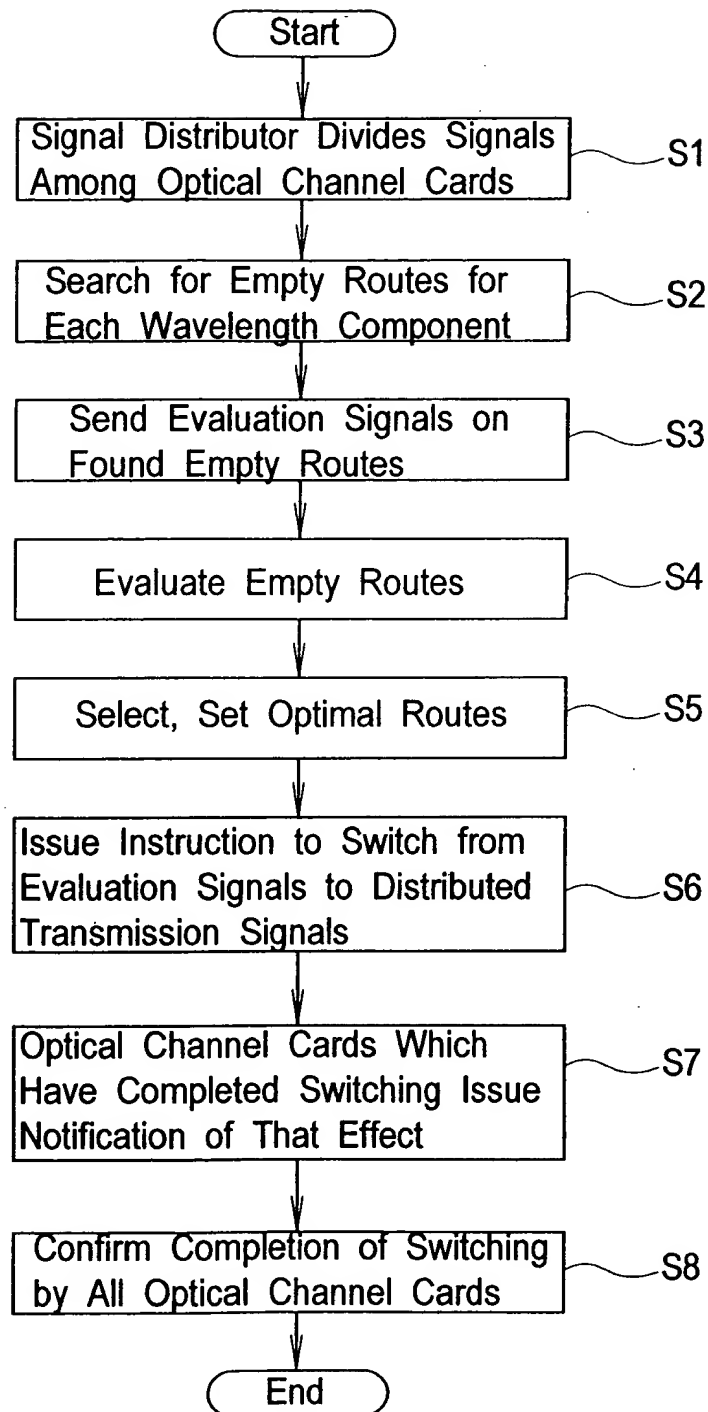 Start
Signal Distributor Divides Signals
Among Optical Channel Cards
S1
Search for Empty Routes for
Each Wavelength Component
S2
Send Evaluation Signals on
Found Empty Routes
S3
Evaluate Empty Routes
S4
Select, Set Optimal Routes
S5
Issue Instruction to Switch from
Evaluation Signals to Distributed
Transmission Signals
S6
Optical Channel Cards Which
Have Completed Switching Issue
Notification of That Effect
S7
Confirm Completion of Switching
by All Optical Channel Cards
S8
End